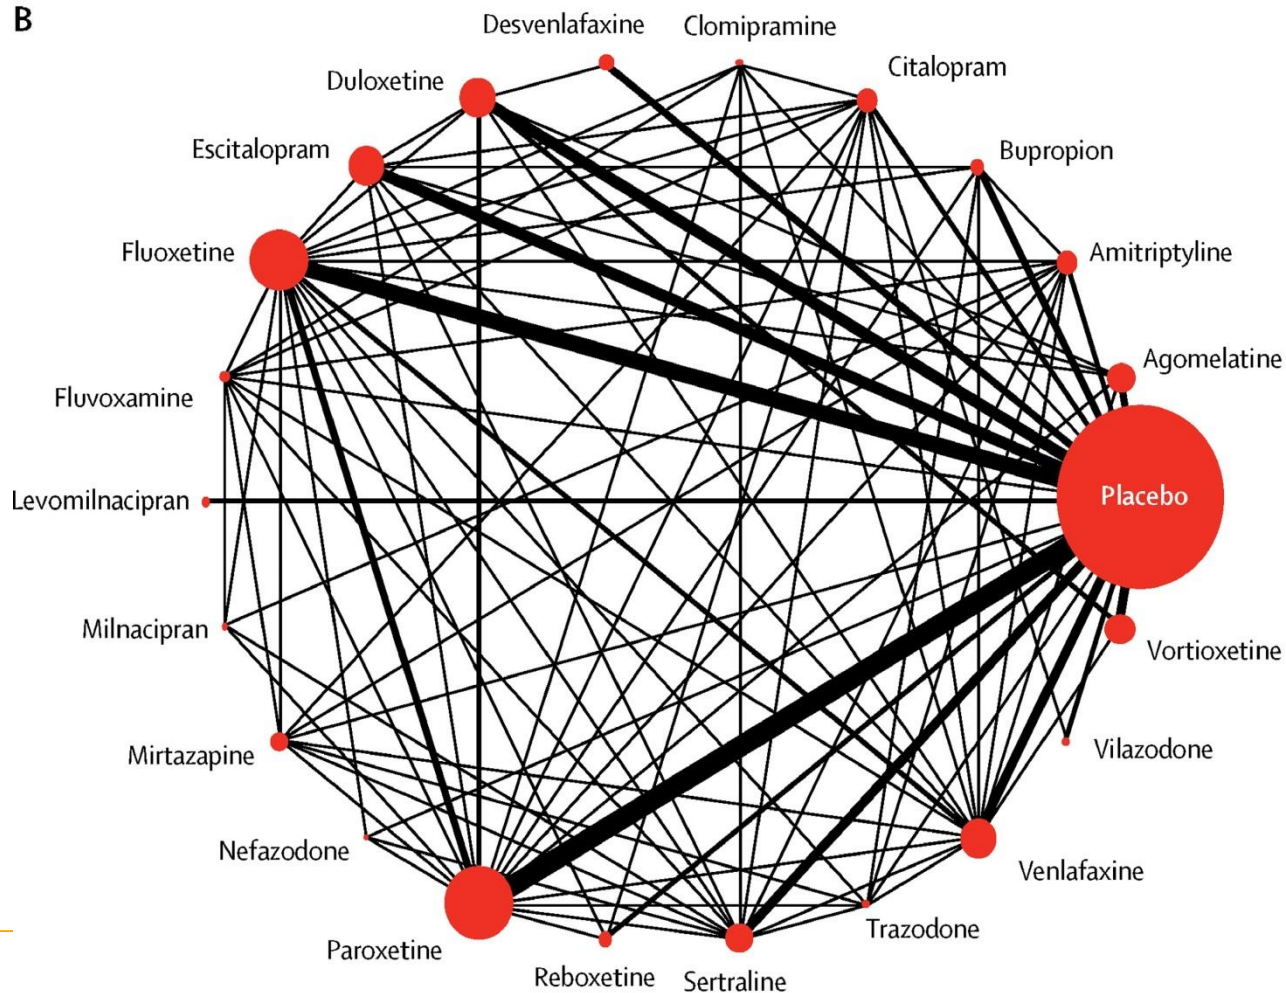 B
Desvenlafaxine
Clomipramine
Duloxetine
Citalopram
Escitalopram
Bupropion
Fluoxetine
Amitriptyline
Agomelatine
Fluvoxamine
Levomilnacipran
Placebo
Milnacipran
Vortioxetine
Mirtazapine
Vilazodone
Nefazodone
Venlafaxine
Paroxetine
Trazodone
Reboxetine
Sertraline